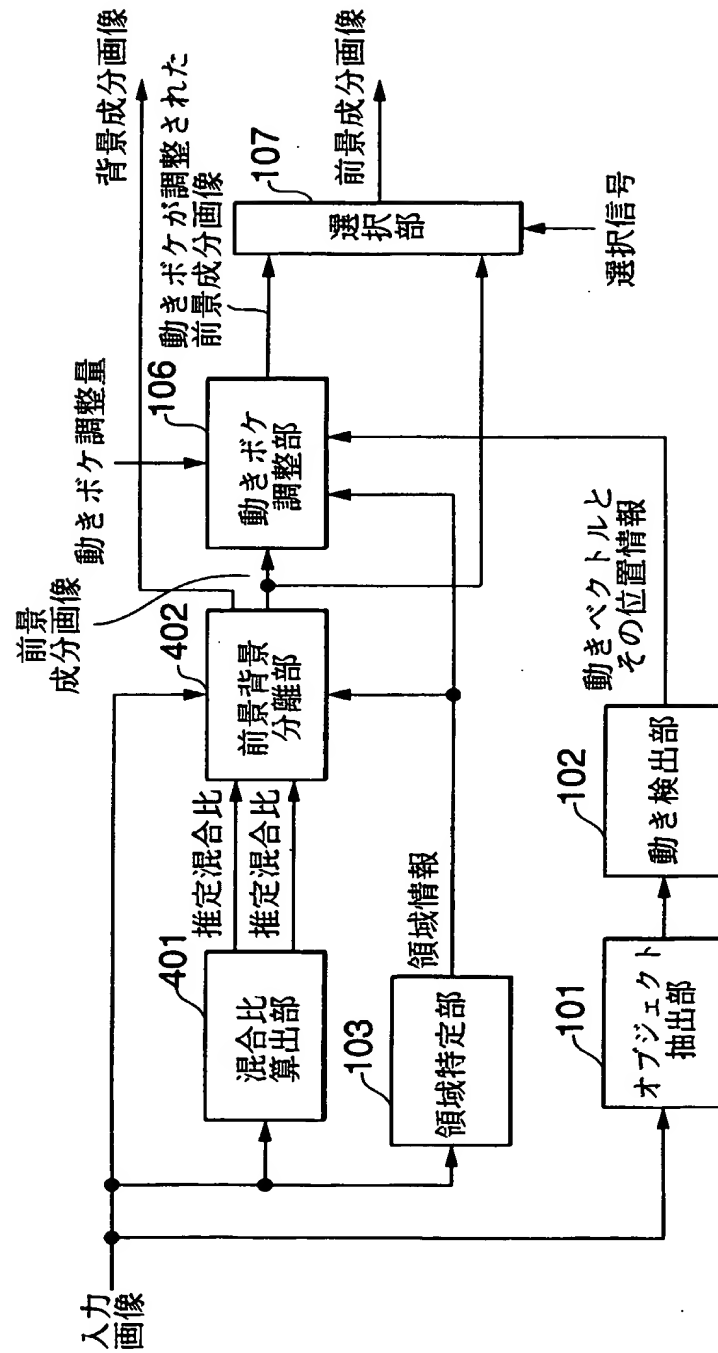 入力
画像
401
混合比
算出部
推定混合比
推定混合比
前景
成分画像
402
前景背景
分離部
動きボケ調整量
106
動きボケ
調整部
動きボケが調整された
前景成分画像
背景成分画像
107
選択部
前景成分画像
選択信号
103
領域特定部
領域情報
101
オブジェクト
抽出部
102
動き検出部
動きベクトルと
その位置情報